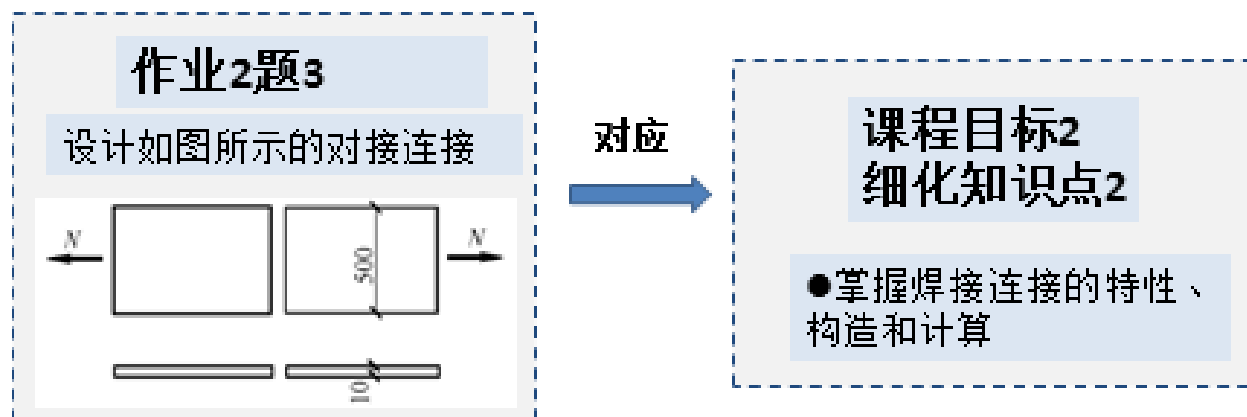 作业2题3
设计如图所示的对接连接
N
N
500
10
对应
课程目标2
细化知识点2
●掌握焊接连接的特性、
构造和计算